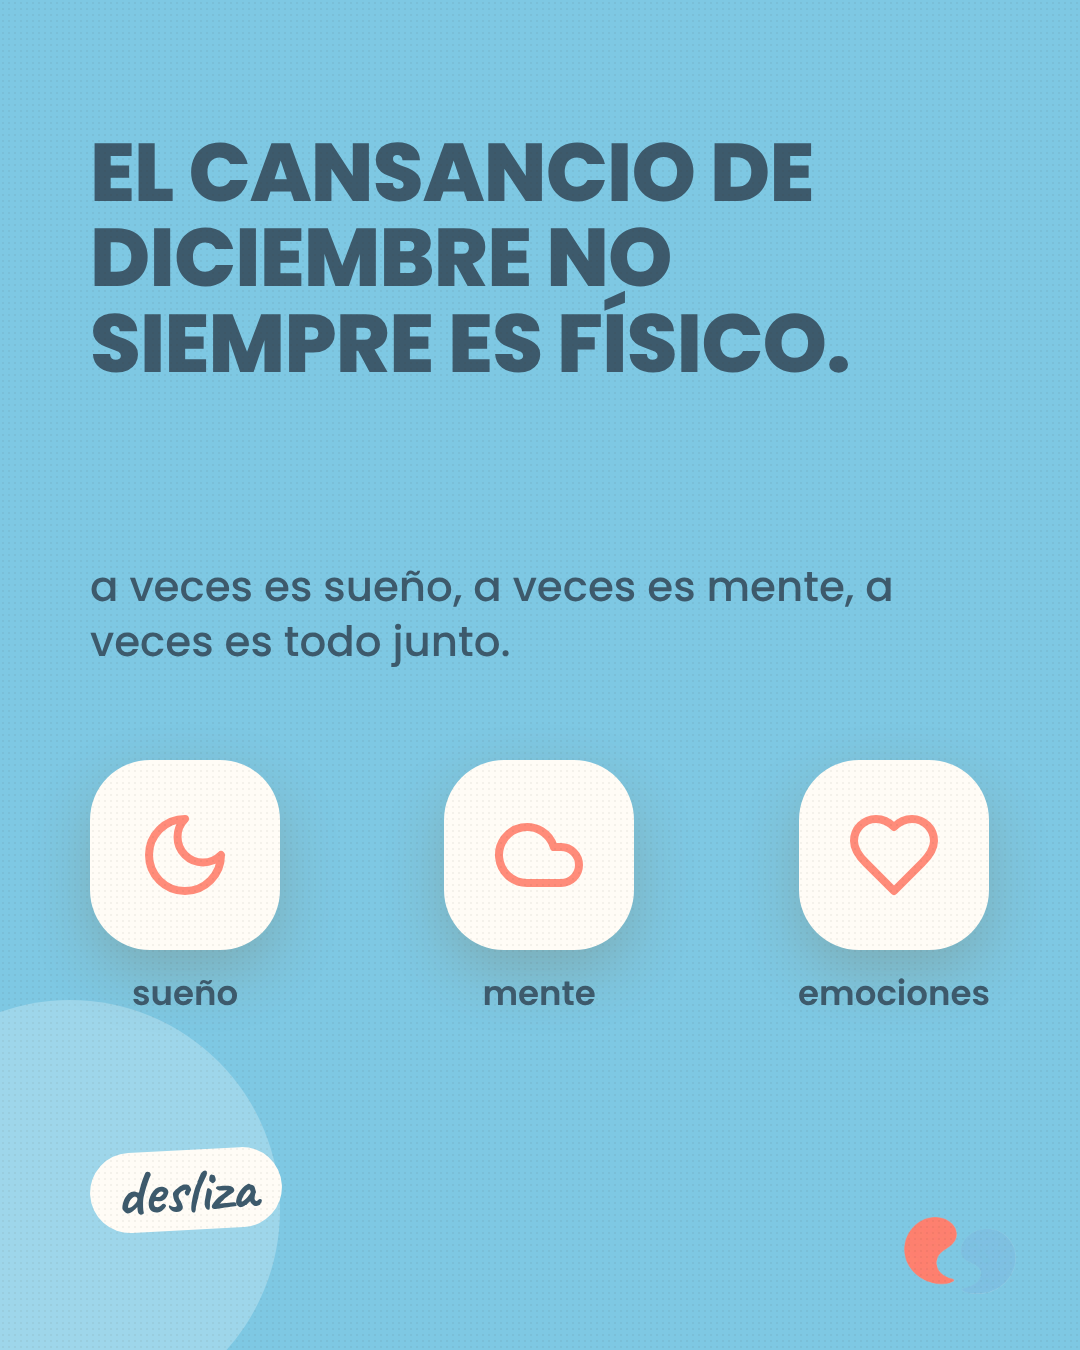 EL CANSANCIO DE
DICIEMBRE NO
SIEMPRE ES FÍSICO.
a veces es sueño, a veces es mente, a
veces es todo junto.
sueño
mente
emociones
desliza